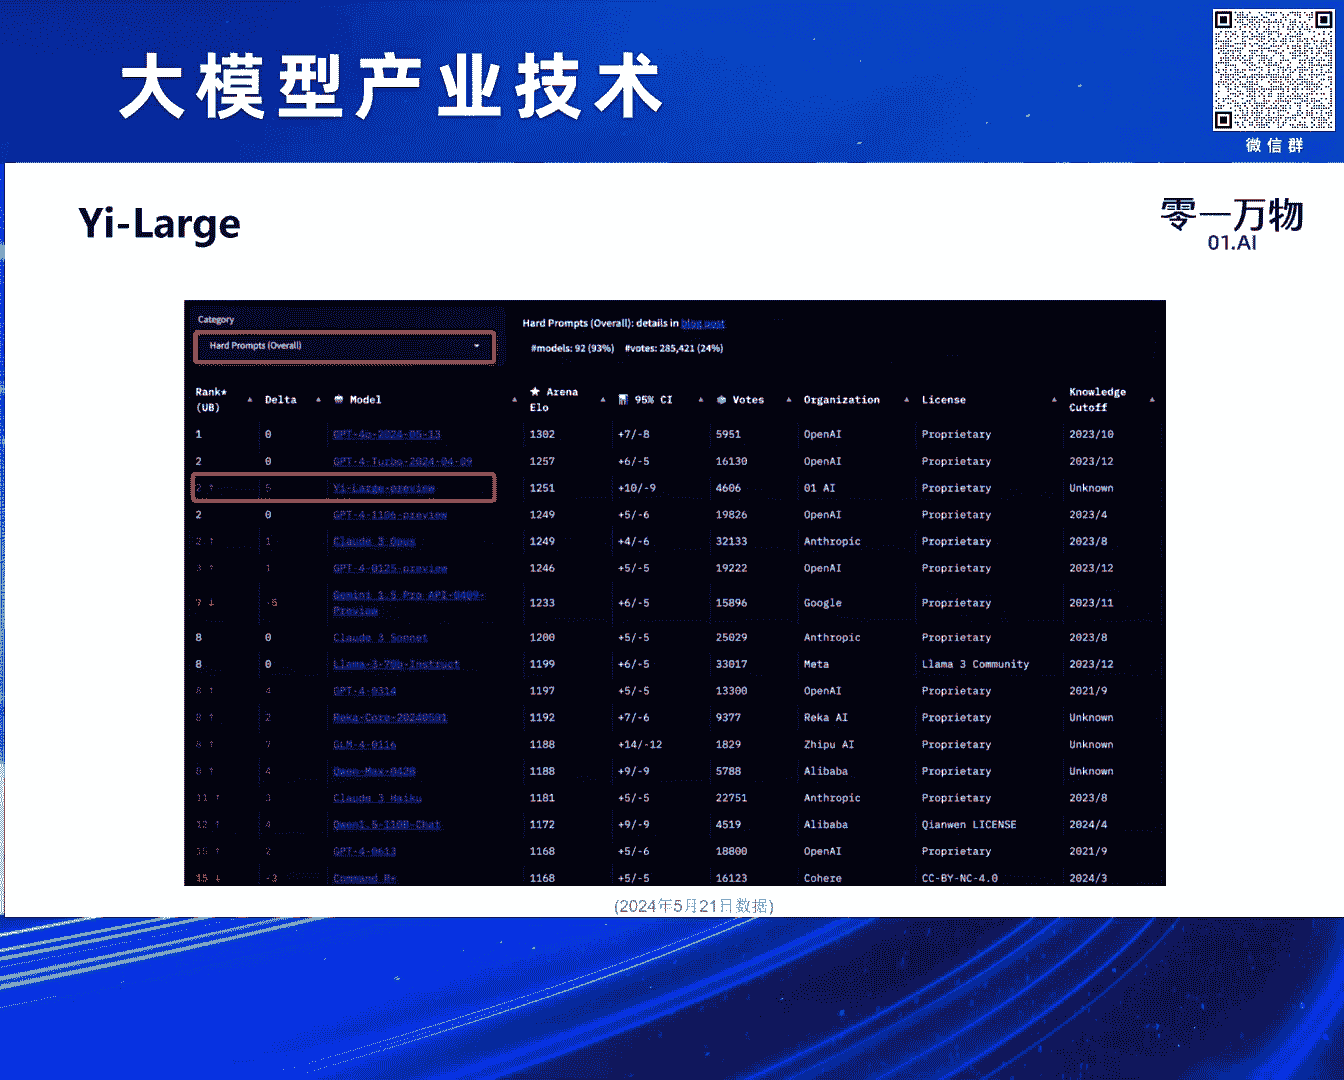 大模型产业技术
微信群
Yi-Large
零一万物
01.AI
Category
Hard Prompts (Overall)
Hard Prompts (Overall): details in blog post
#models: 92 (93%) #votes: 285,421 (24%)
Rank* (UB) Delta Model Arena Elo 95% CI Votes Organization License Knowledge Cutoff
1 0 GPT-4o-2024-05-13 1302 +7/-8 5951 OpenAI Proprietary 2023/10
2 0 GPT-4-Turbo-2024-04-09 1257 +6/-5 16130 OpenAI Proprietary 2023/12
2 ↑ 5 Yi-Large-preview 1251 +10/-9 4606 01 AI Proprietary Unknown
2 0 GPT-4-1106-preview 1249 +5/-6 19826 OpenAI Proprietary 2023/4
2 ↑ 1 Claude 3 Opus 1249 +4/-6 32133 Anthropic Proprietary 2023/8
3 ↑ 1 GPT-4-0125-preview 1246 +5/-5 19222 OpenAI Proprietary 2023/12
7 ↓ -5 Gemini 1.5 Pro API-0409-Preview 1233 +6/-5 15896 Google Proprietary 2023/11
8 0 Claude 3 Sonnet 1200 +5/-5 25029 Anthropic Proprietary 2023/8
8 0 Llama-3-70b-Instruct 1199 +6/-5 33017 Meta Llama 3 Community 2023/12
8 ↑ 4 GPT-4-0314 1197 +5/-5 13300 OpenAI Proprietary 2021/9
8 ↑ 2 Reka-Core-20240501 1192 +7/-6 9377 Reka AI Proprietary Unknown
8 ↑ 7 GLM-4-0116 1188 +14/-12 1829 Zhipu AI Proprietary Unknown
8 ↑ 4 Qwen-Max-0428 1188 +9/-9 5788 Alibaba Proprietary Unknown
11 ↑ 3 Claude 3 Haiku 1181 +5/-5 22751 Anthropic Proprietary 2023/8
12 ↑ 4 Qwen1.5-110B-Chat 1172 +9/-9 4519 Alibaba Qianwen LICENSE 2024/4
15 ↑ 2 GPT-4-0613 1168 +5/-6 18800 OpenAI Proprietary 2021/9
15 ↓ -3 Command R+ 1168 +5/-5 16123 Cohere CC-BY-NC-4.0 2024/3
(2024年5月21日数据)